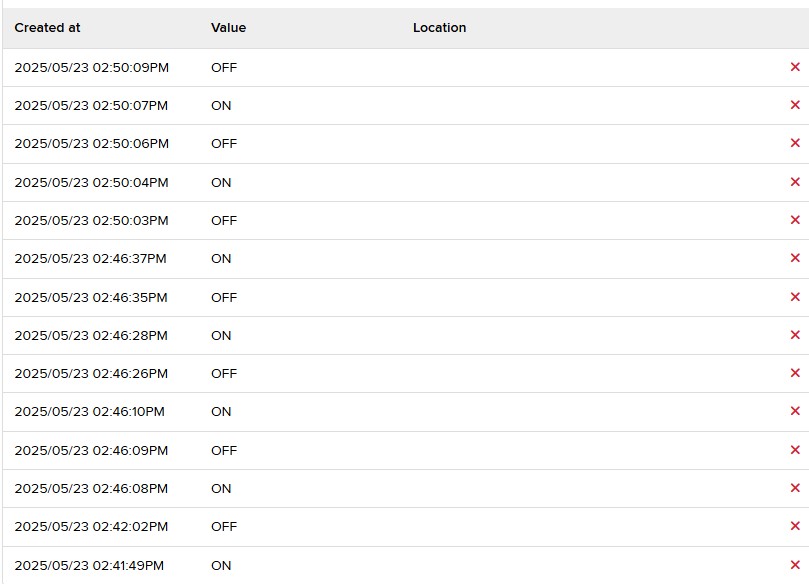 Created at Value Location
2025/05/23 02:50:09PM OFF
2025/05/23 02:50:07PM ON
2025/05/23 02:50:06PM OFF
2025/05/23 02:50:04PM ON
2025/05/23 02:50:03PM OFF
2025/05/23 02:46:37PM ON
2025/05/23 02:46:35PM OFF
2025/05/23 02:46:28PM ON
2025/05/23 02:46:26PM OFF
2025/05/23 02:46:10PM ON
2025/05/23 02:46:09PM OFF
2025/05/23 02:46:08PM ON
2025/05/23 02:42:02PM OFF
2025/05/23 02:41:49PM ON